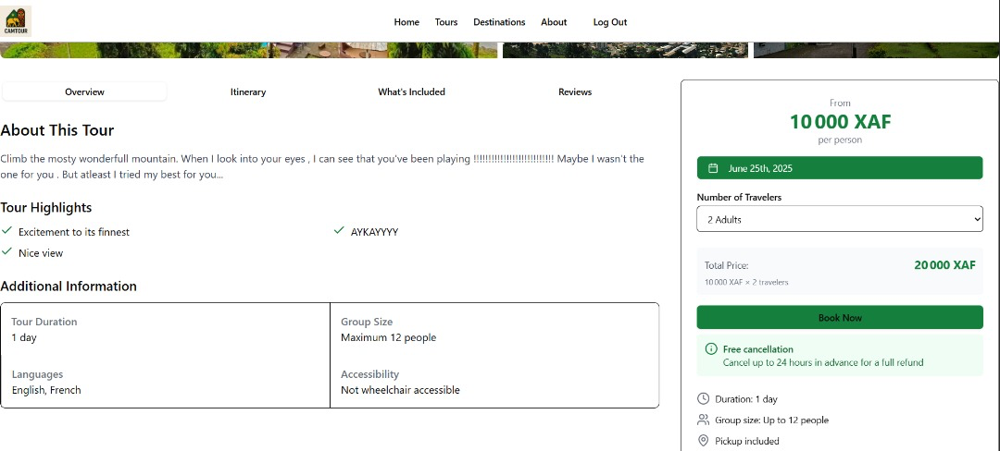 CAMTOUR
Home Tours Destinations About Log Out
Overview Itinerary What's Included Reviews
About This Tour
Climb the mosty wonderfull mountain. When I look into your eyes , I can see that you've been playing !!!!!!!!!!!!!!!!!!!!!!!!!!! Maybe I wasn't the
one for you . But atleast I tried my best for you...
Tour Highlights
Excitement to its finnest
AYKAYYYY
Nice view
Additional Information
Tour Duration
1 day
Group Size
Maximum 12 people
Languages
English, French
Accessibility
Not wheelchair accessible
From
10 000 XAF
per person
June 25th, 2025
Number of Travelers
2 Adults
Total Price: 20 000 XAF
10 000 XAF × 2 travelers
Book Now
Free cancellation
Cancel up to 24 hours in advance for a full refund
Duration: 1 day
Group size: Up to 12 people
Pickup included